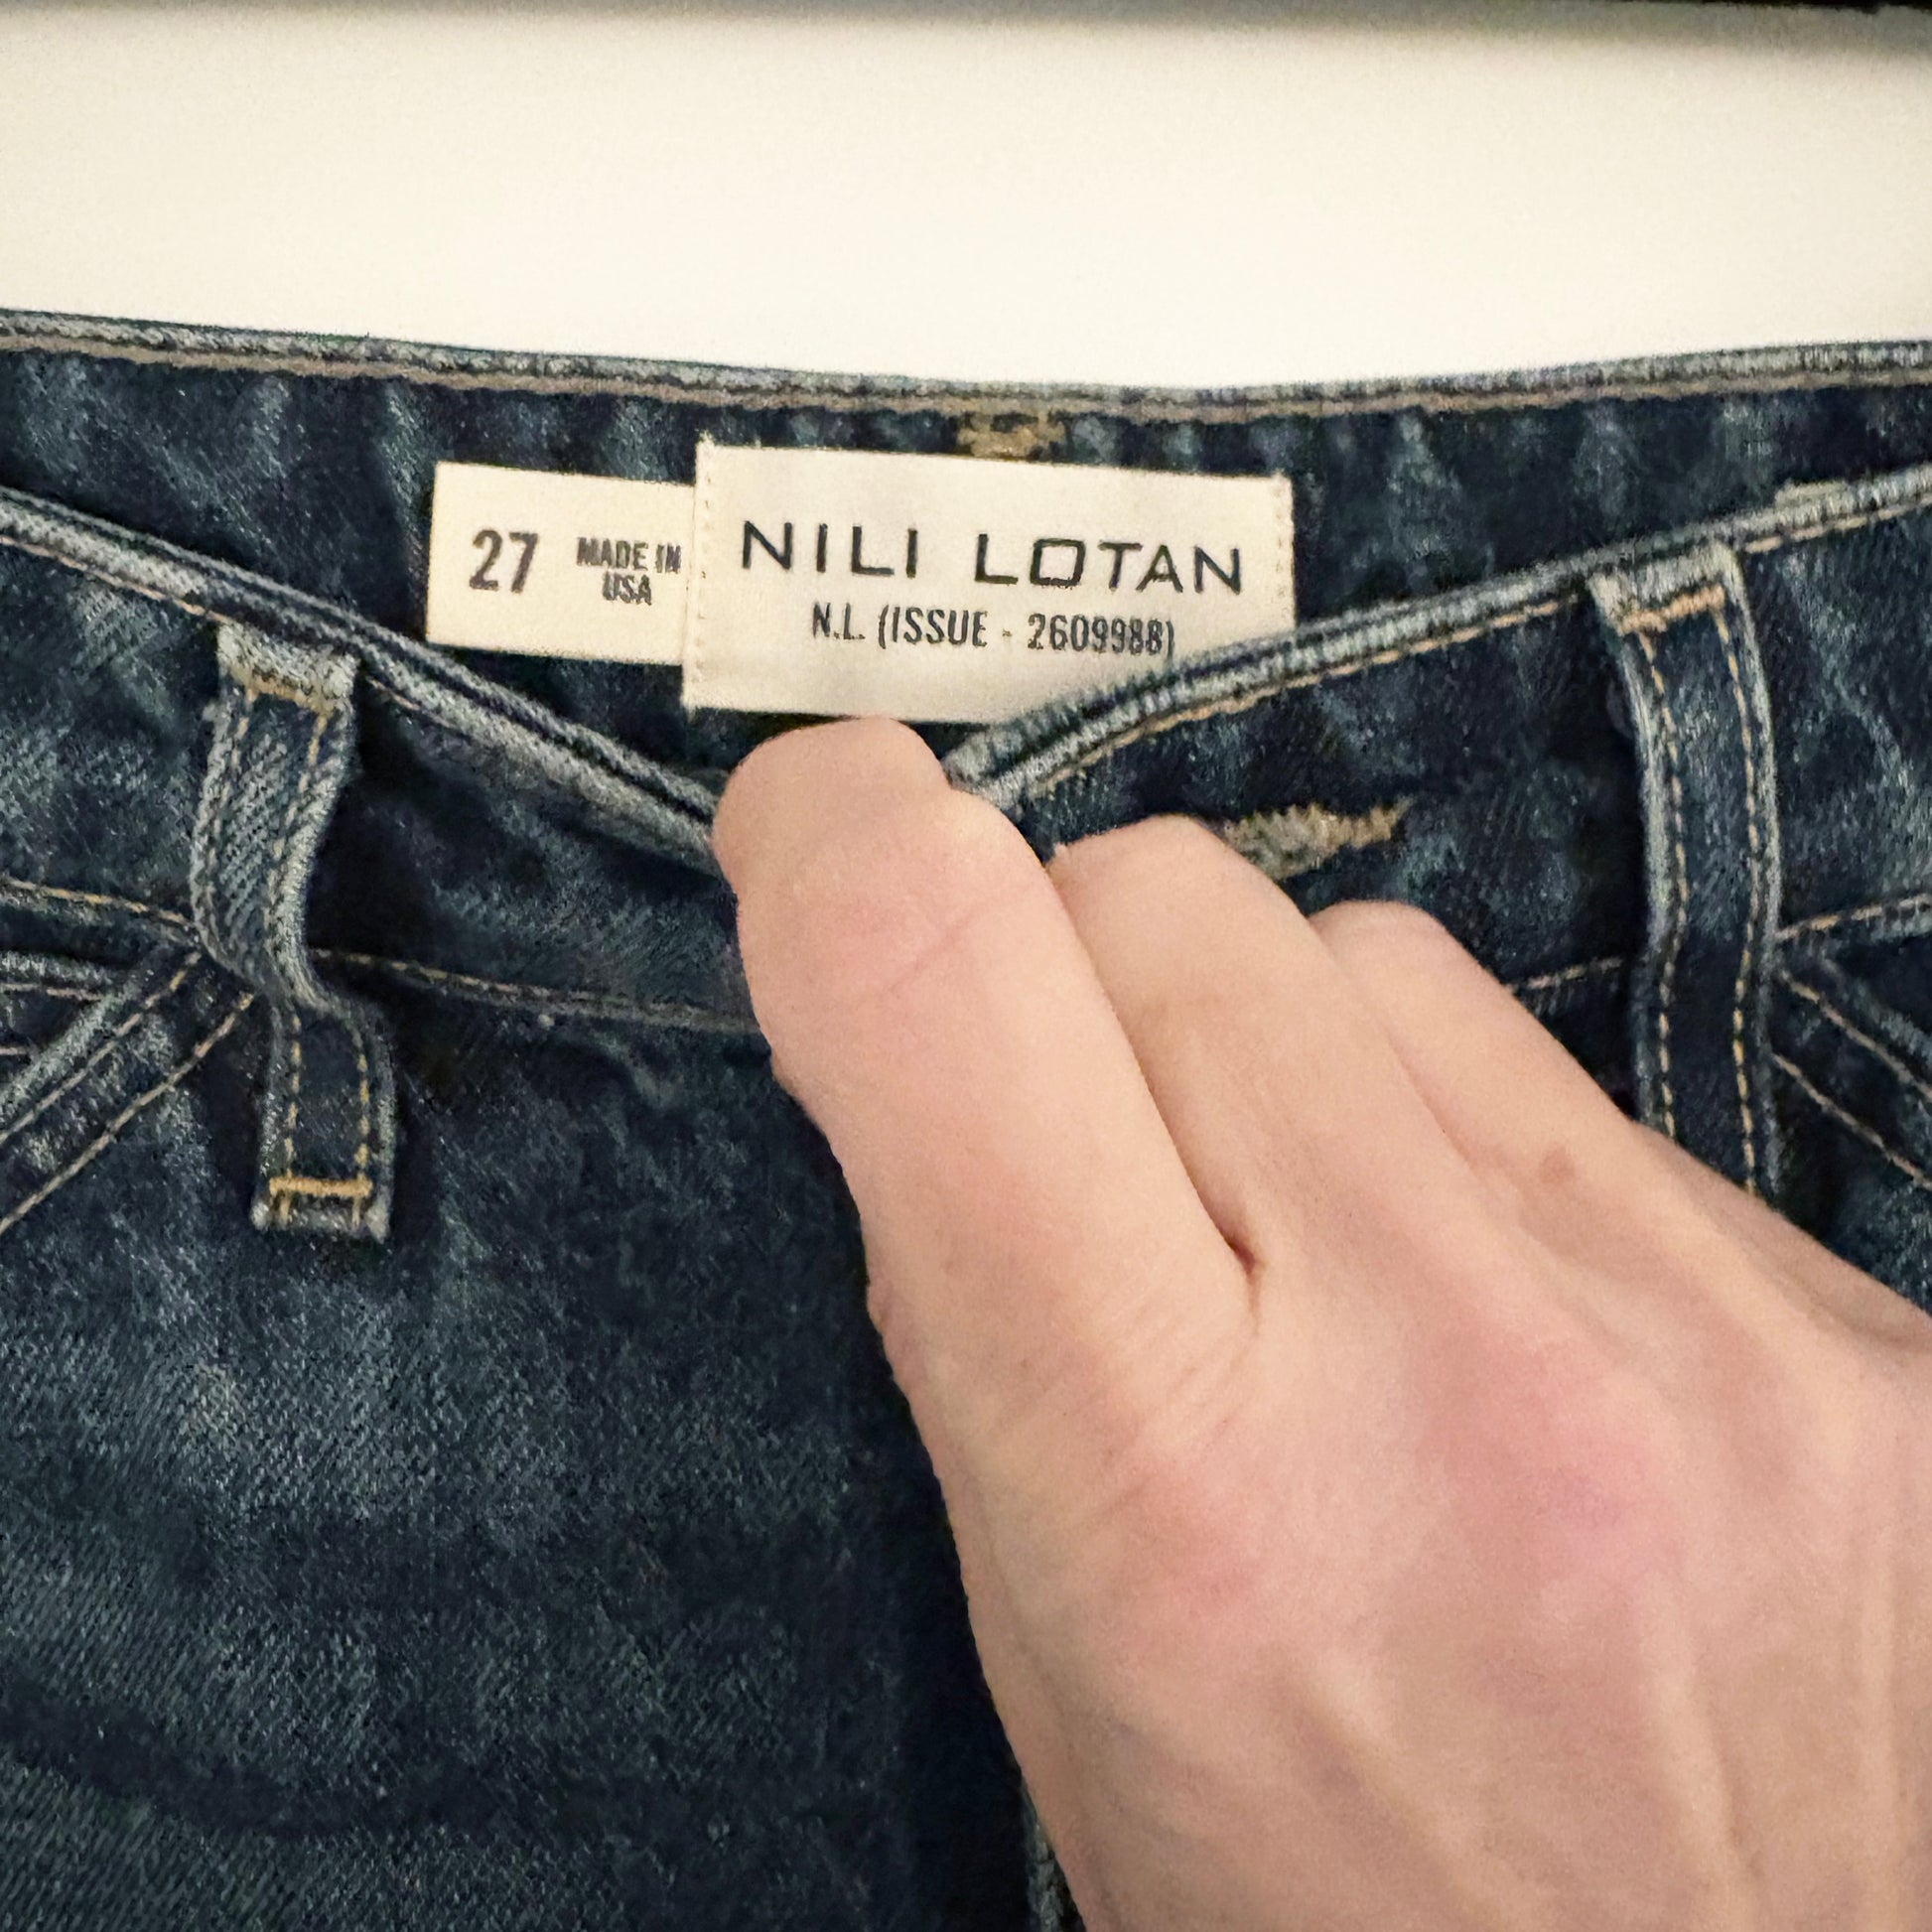 27
MADE IN
USA
NILI LOTAN
N.L. (ISSUE - 2609988)